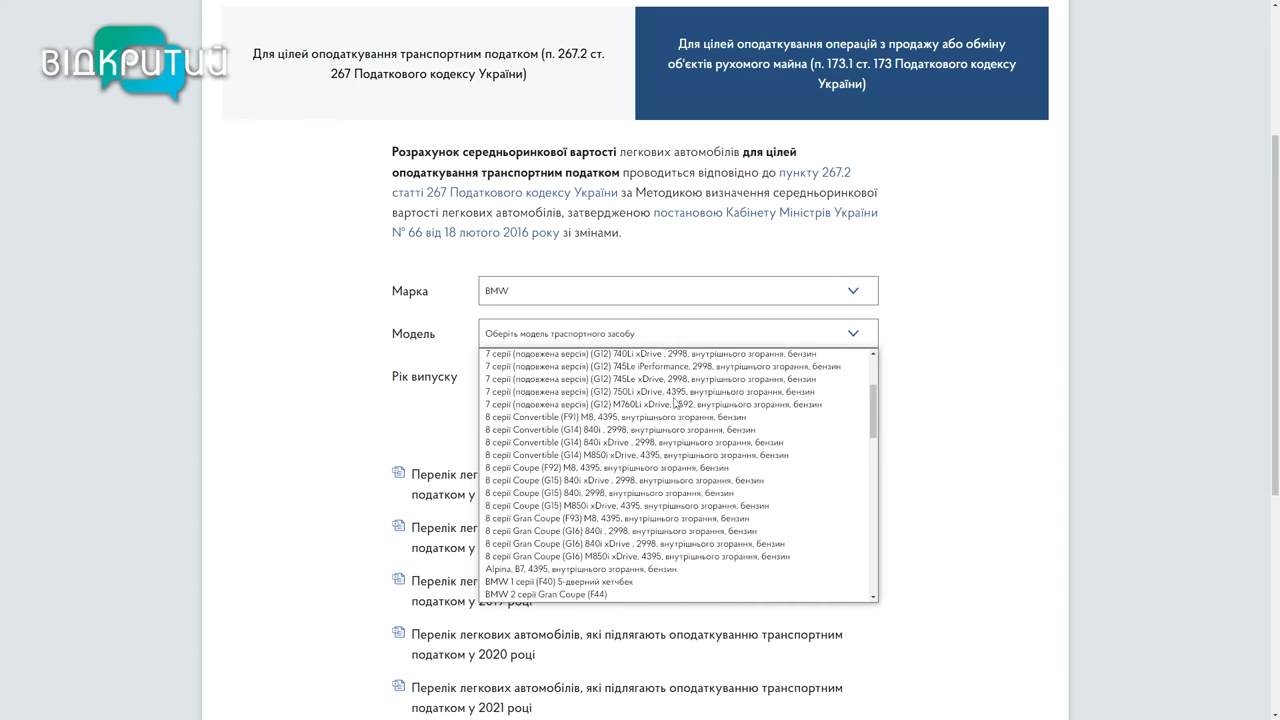 ВІДКРИТИЙ
Для цілей оподаткування транспортним податком (п. 267.2 ст.
267 Податкового кодексу України)
Для цілей оподаткування операцій з продажу або обміну
об'єктів рухомого майна (п. 173.1 ст. 173 Податкового кодексу
України)
Розрахунок середньоринкової вартості легкових автомобілів для цілей
оподаткування транспортним податком проводиться відповідно до пункту 267.2
статті 267 Податкового кодексу України за Методикою визначення середньоринкової
вартості легкових автомобілів, затвердженою постановою Кабінету Міністрів України
№ 66 від 18 лютого 2016 року зі змінами.
Марка
BMW
Модель
Оберіть модель траспортного засобу
Рік випуску
7 серії (подовжена версія) (G12) 740Li xDrive , 2998, внутрішнього згорання, бензин
7 серії (подовжена версія) (G12) 745Le iPerformance, 2998, внутрішнього згорання, бензин
7 серії (подовжена версія) (G12) 745Le xDrive, 2998, внутрішнього згорання, бензин
7 серії (подовжена версія) (G12) 750Li xDrive, 4395, внутрішнього згорання, бензин
7 серії (подовжена версія) (G12) M760Li xDrive, 592, внутрішнього згорання, бензин
8 серії Convertible (F91) M8, 4395, внутрішнього згорання, бензин
8 серії Convertible (G14) 840i , 2998, внутрішнього згорання, бензин
8 серії Convertible (G14) 840i xDrive , 2998, внутрішнього згорання, бензин
8 серії Convertible (G14) M850i xDrive, 4395, внутрішнього згорання, бензин
8 серії Coupe (F92) M8, 4395, внутрішнього згорання, бензин
8 серії Coupe (G15) 840i xDrive , 2998, внутрішнього згорання, бензин
8 серії Coupe (G15) 840i, 2998, внутрішнього згорання, бензин
8 серії Coupe (G15) M850i xDrive, 4395, внутрішнього згорання, бензин
8 серії Gran Coupe (F93) M8, 4395, внутрішнього згорання, бензин
8 серії Gran Coupe (G16) 840i , 2998, внутрішнього згорання, бензин
8 серії Gran Coupe (G16) 840i xDrive , 2998, внутрішнього згорання, бензин
8 серії Gran Coupe (G16) M850i xDrive, 4395, внутрішнього згорання, бензин
Alpina, B7, 4395, внутрішнього згорання, бензин
BMW 1 серії (F40) 5-дверний хетчбек
BMW 2 серії Gran Coupe (F44)
Перелік лег
податком у
Перелік лег
податком у
Перелік лег
податком у 2019 році
Перелік легкових автомобілів, які підлягають оподаткуванню транспортним
податком у 2020 році
Перелік легкових автомобілів, які підлягають оподаткуванню транспортним
податком у 2021 році